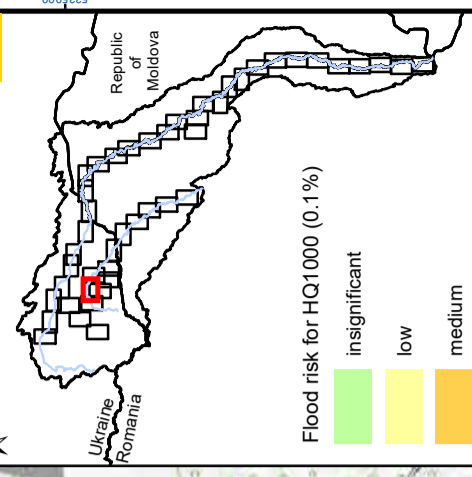 Republic
of
Moldova
Ukraine
Romania
Flood risk for HQ1000 (0.1%)
insignificant
low
medium